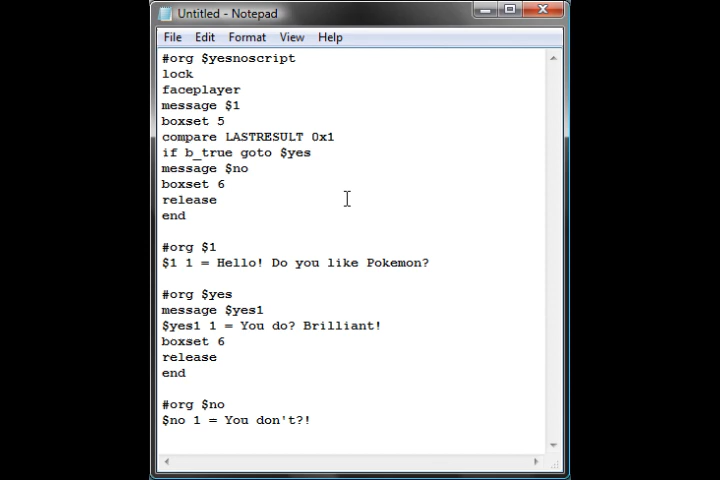 Untitled - Notepad
File Edit Format View Help
#org $yesnoscript
lock
faceplayer
message $1
boxset 5
compare LASTRESULT 0x1
if b_true goto $yes
message $no
boxset 6
release
end
#org $1
$1 1 = Hello! Do you like Pokemon?
#org $yes
message $yes1
$yes1 1 = You do? Brilliant!
boxset 6
release
end
#org $no
$no 1 = You don't?!